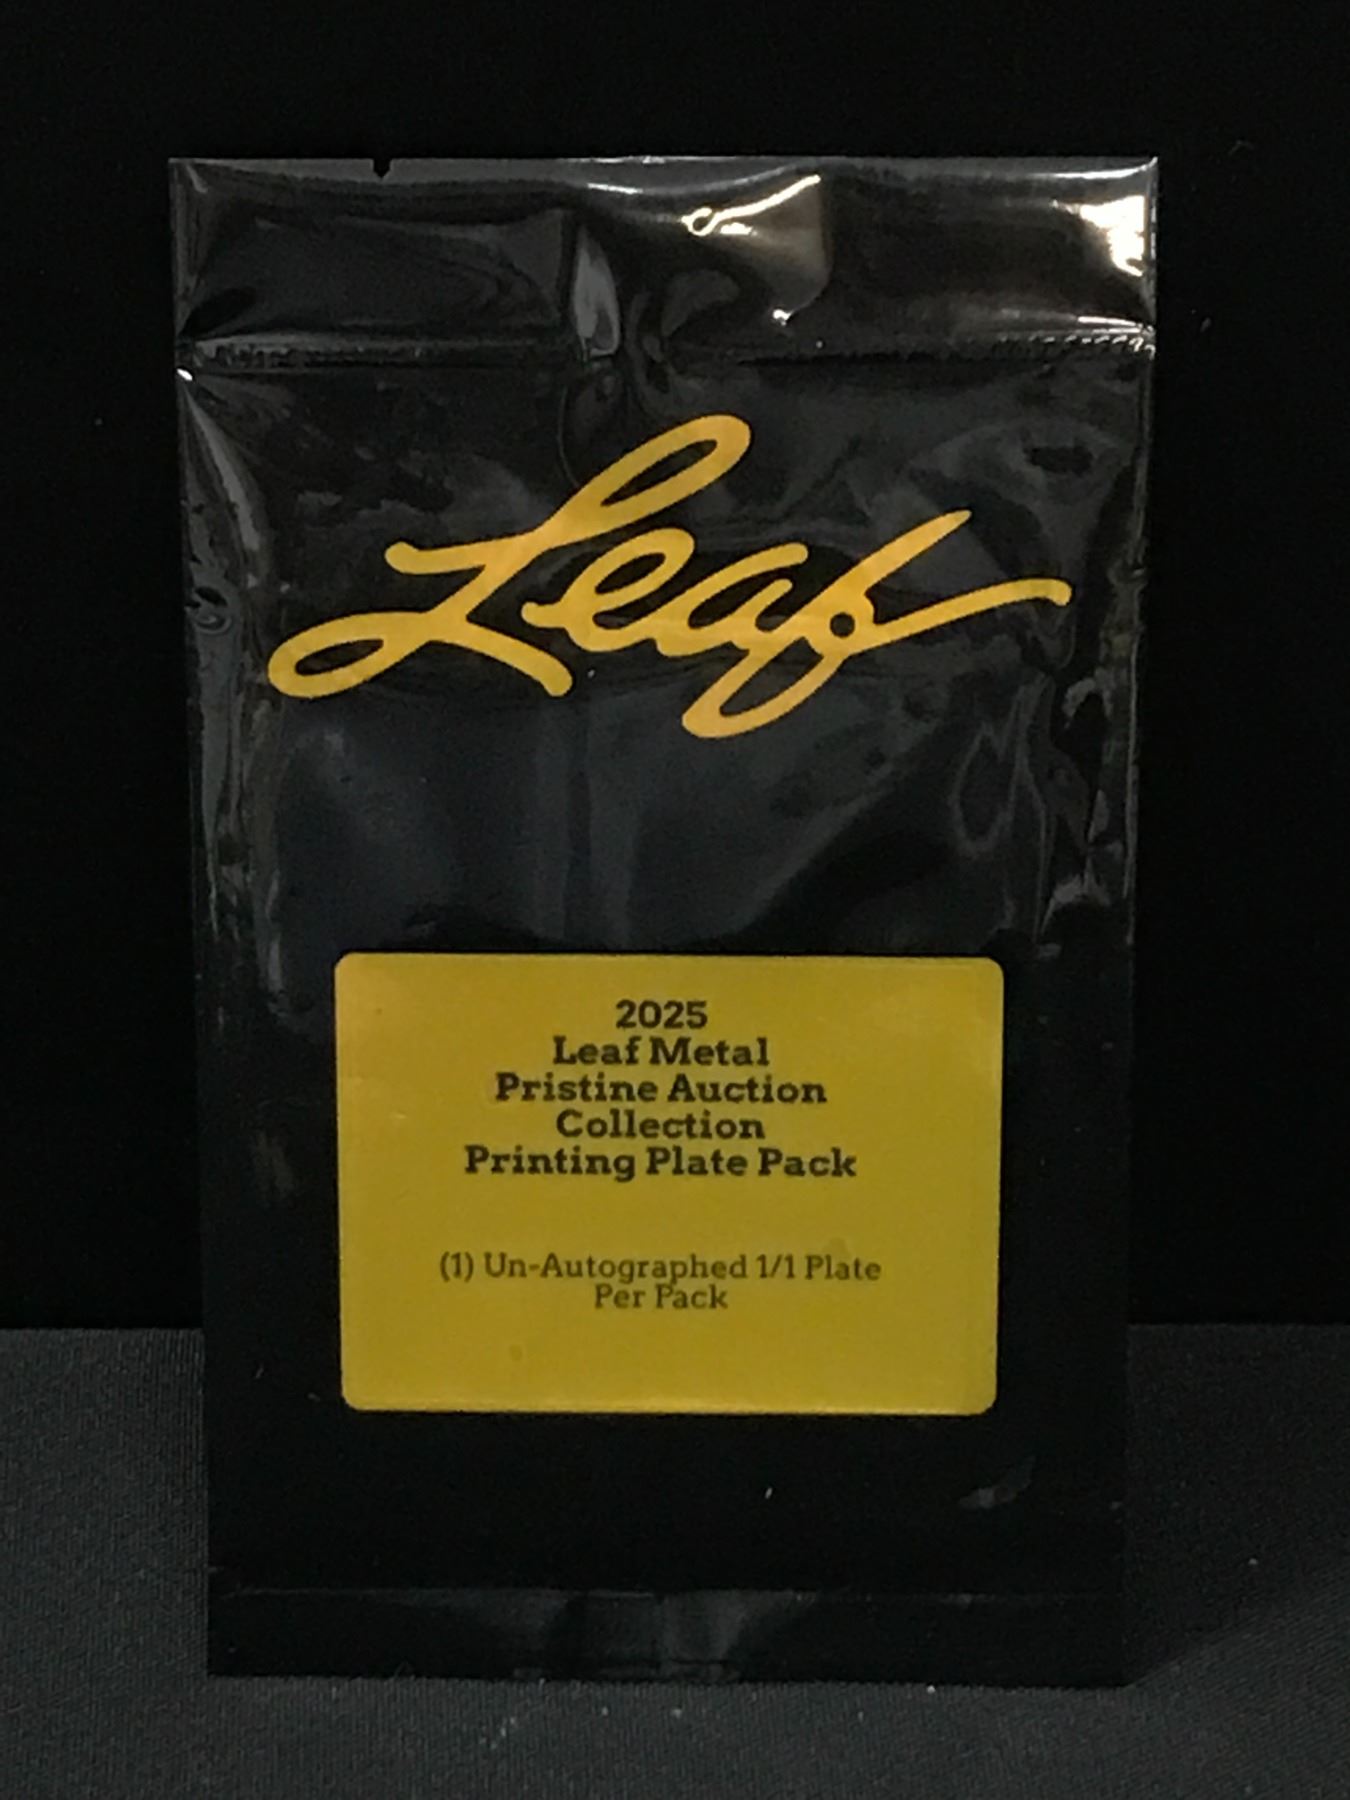 Leaf
2025
Leaf Metal
Pristine Auction
Collection
Printing Plate Pack
(1) Un-Autographed 1/1 Plate
Per Pack